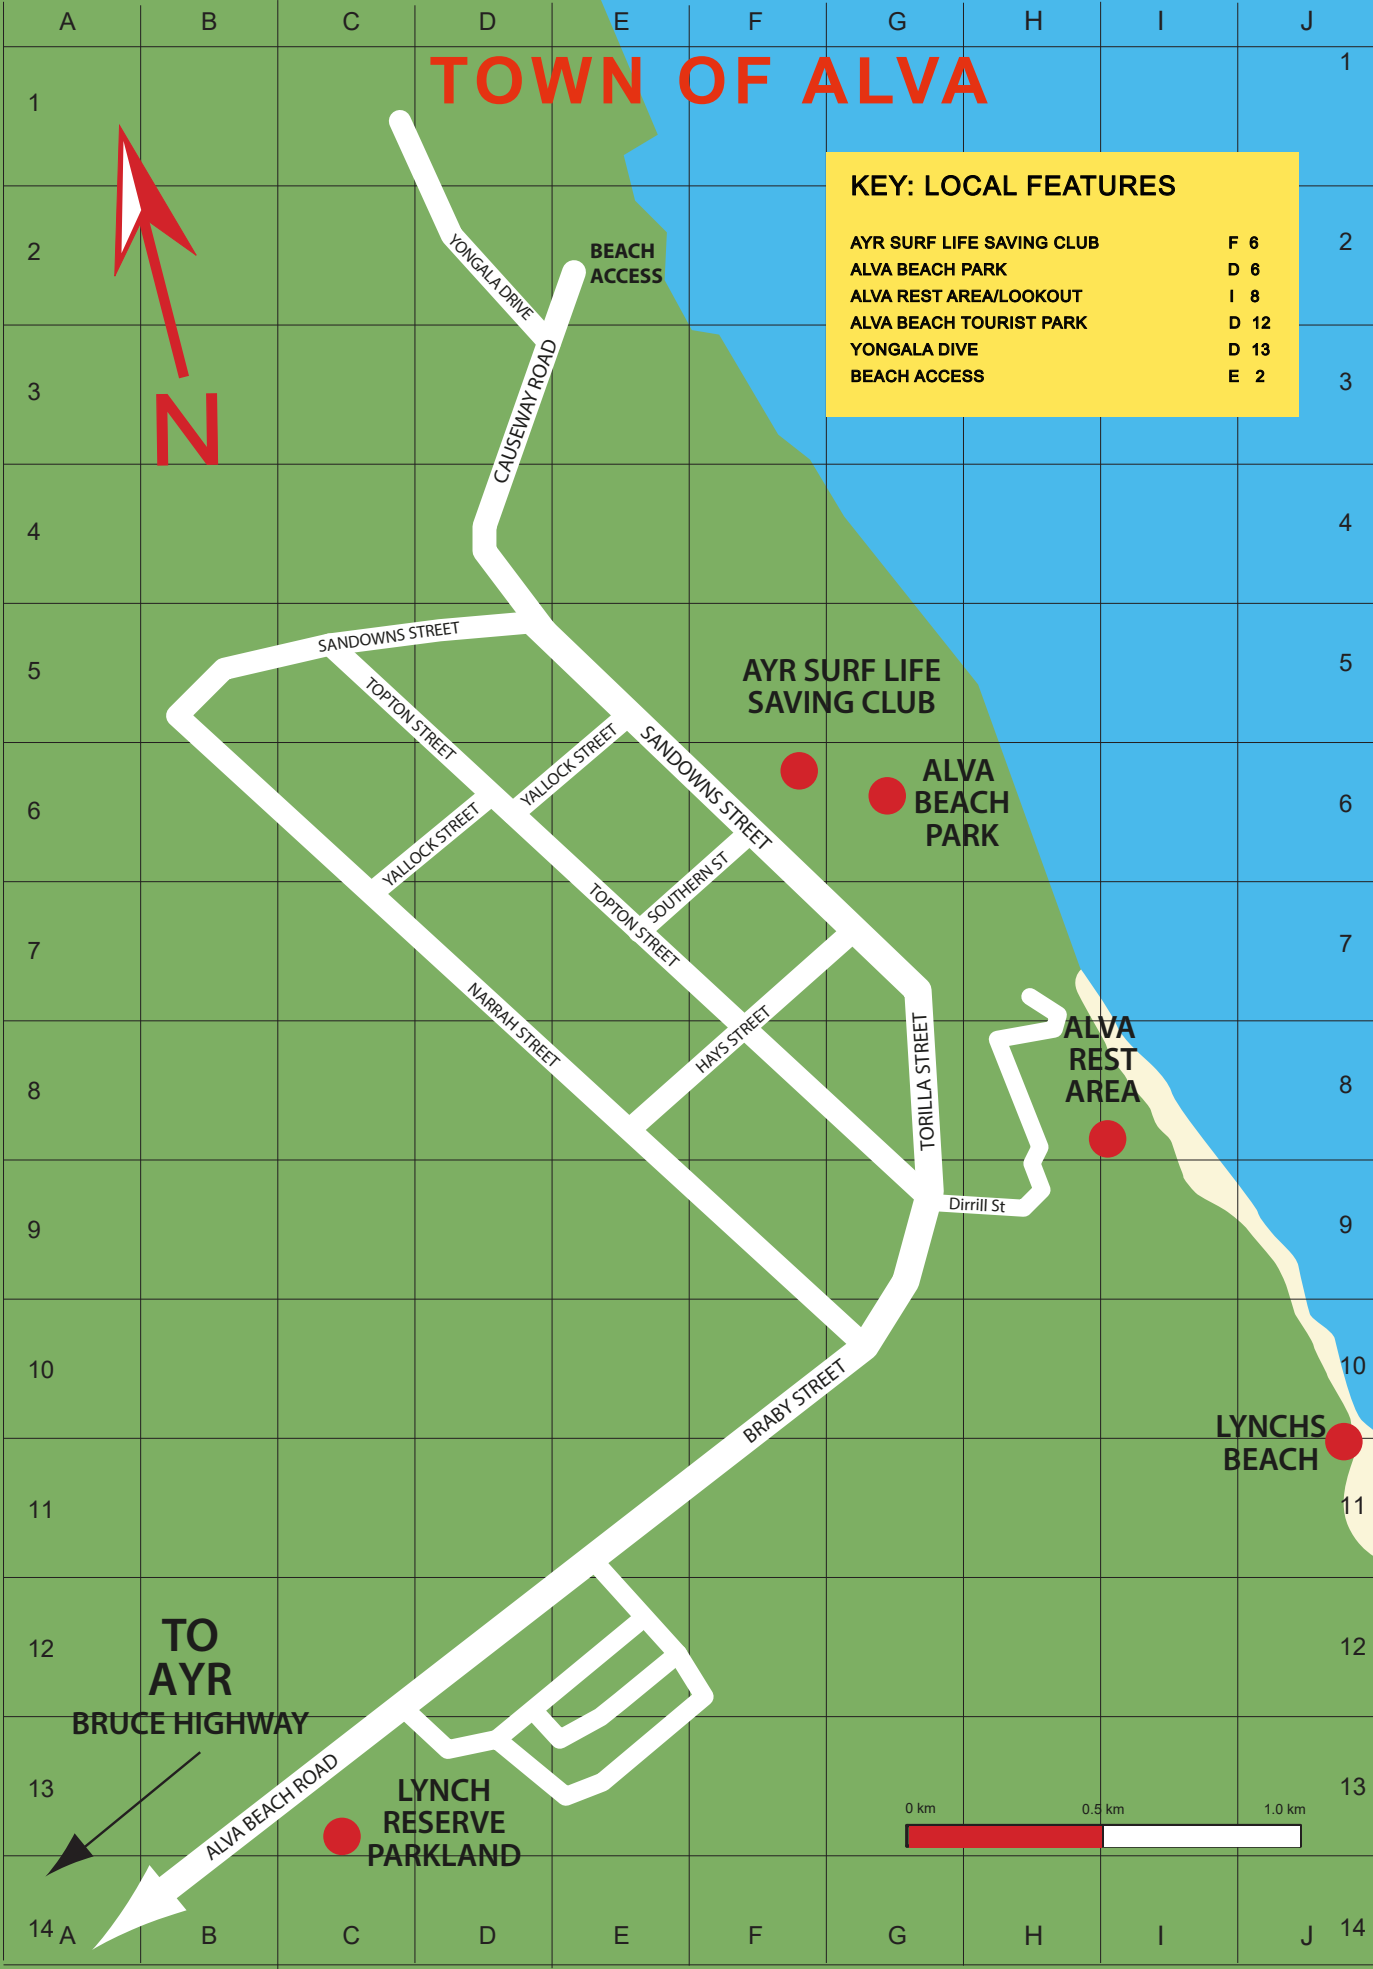 A B C D E F G H I J
TOWN OF ALVA
1
1
KEY: LOCAL FEATURES
AYR SURF LIFE SAVING CLUB F 6
ALVA BEACH PARK D 6
ALVA REST AREA/LOOKOUT I 8
ALVA BEACH TOURIST PARK D 12
YONGALA DIVE D 13
BEACH ACCESS E 2
2
2
YONGALA DRIVE
BEACH
ACCESS
3
3
N
CAUSEWAY ROAD
4
4
SANDOWNS STREET
5
5
AYR SURF LIFE
SAVING CLUB
TOPTON STREET
YALLOCK STREET
SANDOWNS STREET
ALVA
BEACH
PARK
6
6
YALLOCK STREET
SOUTHERN ST
TOPTON STREET
7
7
NARRAH STREET
HAYS STREET
TORILLA STREET
ALVA
REST
AREA
8
8
Dirrill St
9
9
10
10
BRABY STREET
LYNCHS
BEACH
11
11
12
12
TO
AYR
BRUCE HIGHWAY
13
13
ALVA BEACH ROAD
LYNCH
RESERVE
PARKLAND
0 km 0.5 km 1.0 km
14
14
A B C D E F G H I J